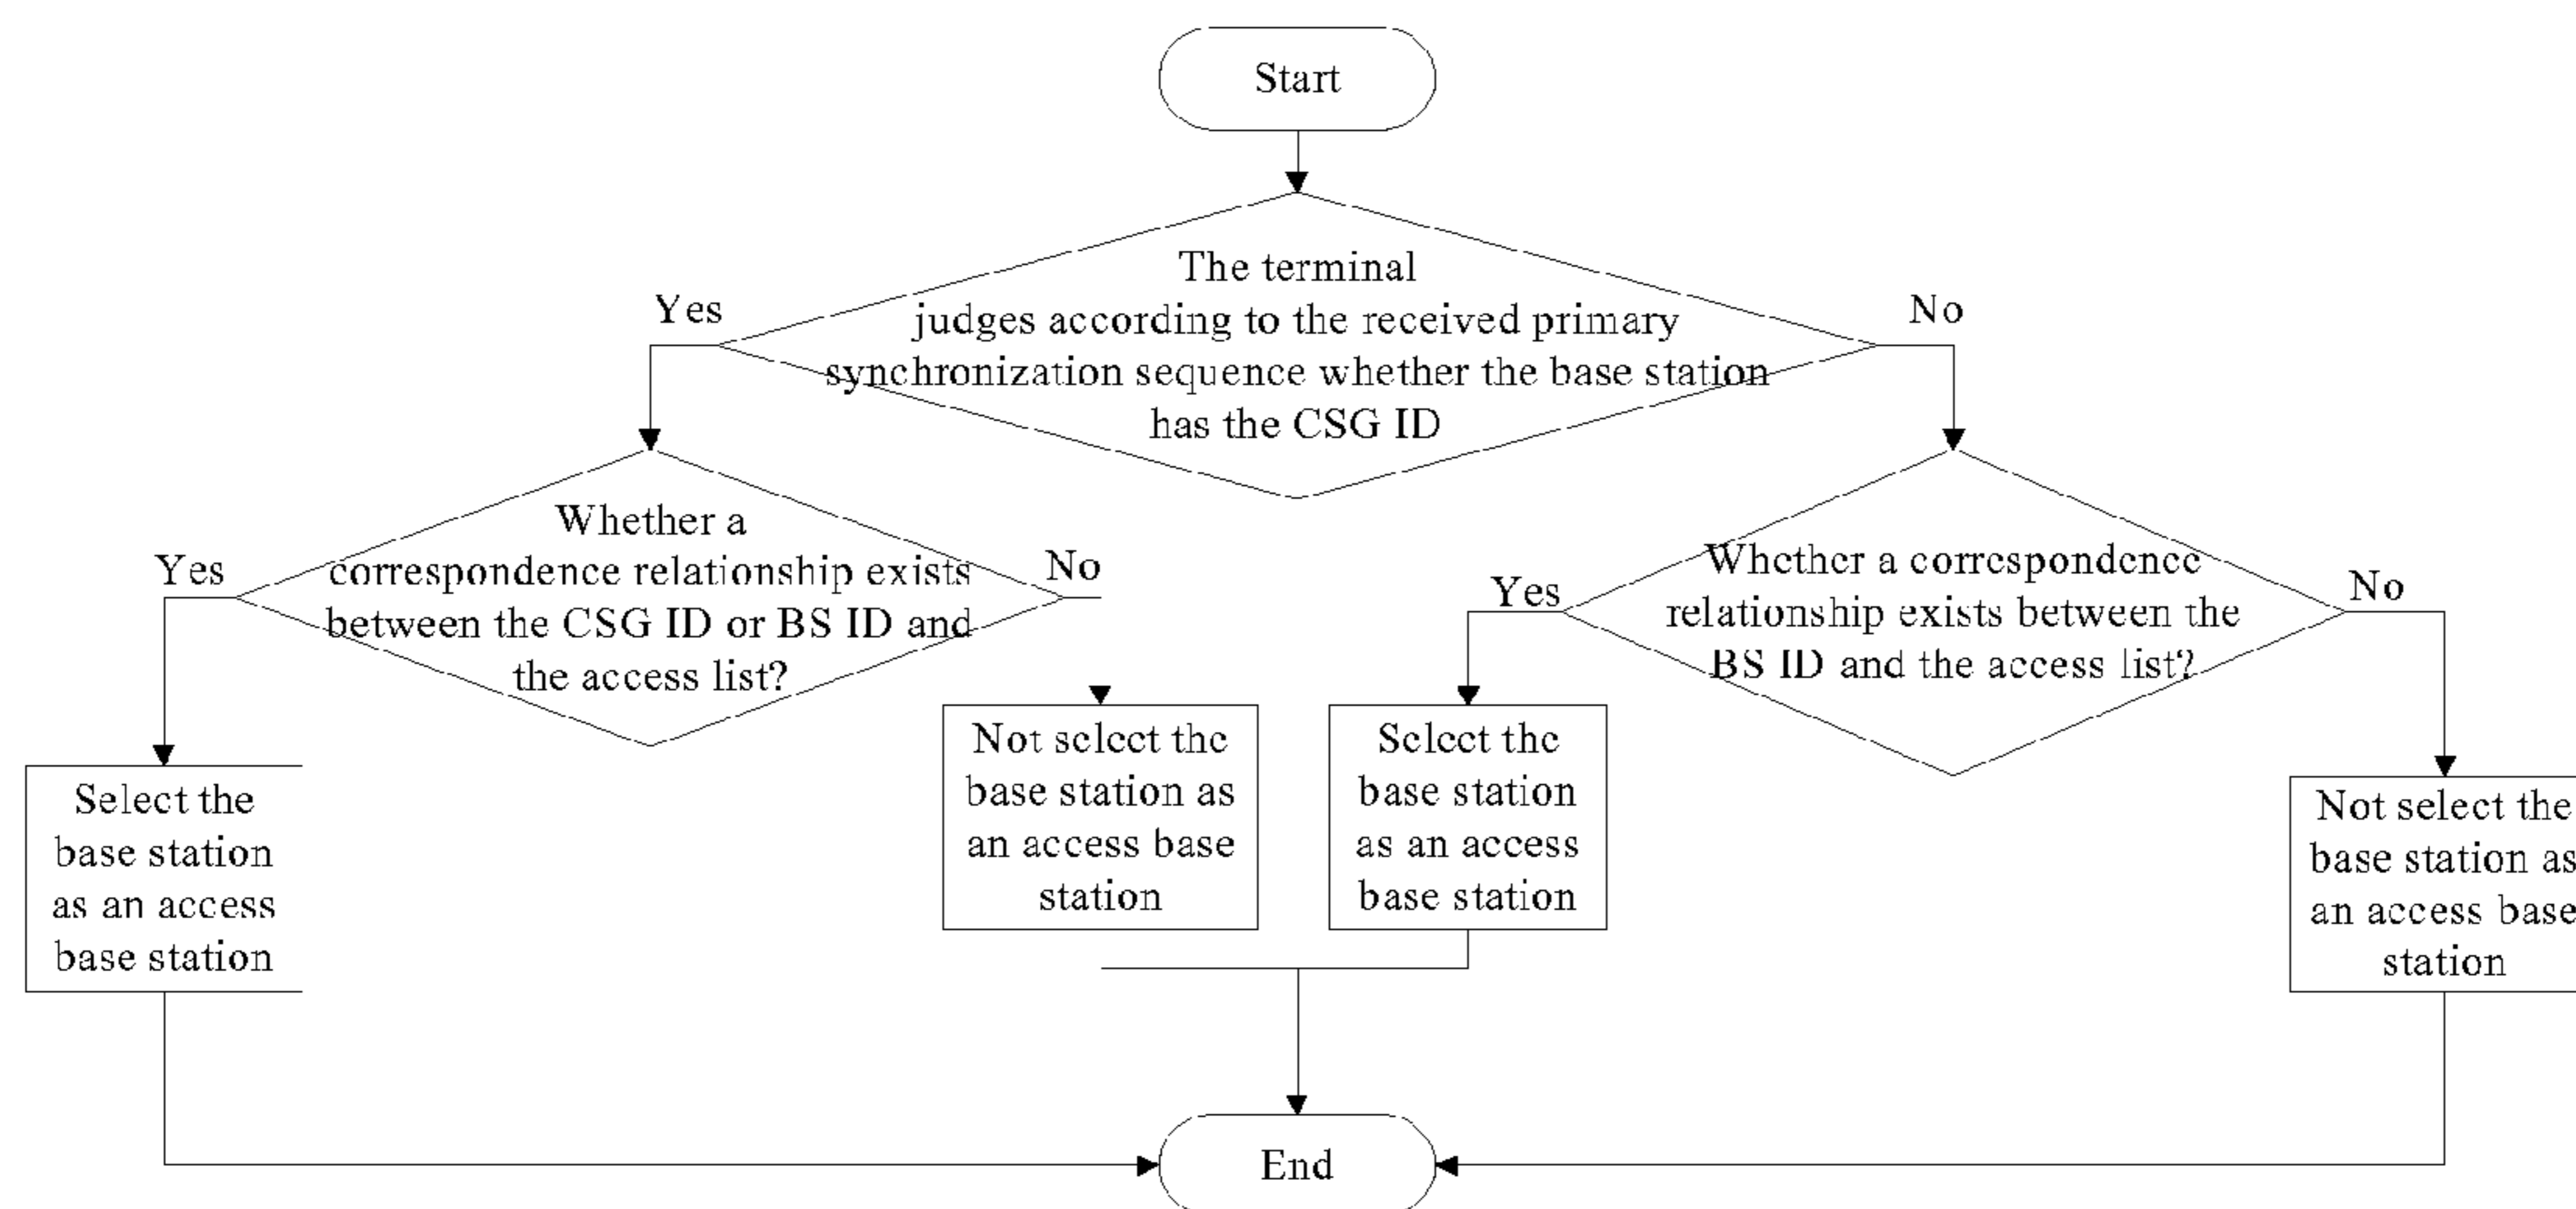 Start
The terminal
judges according to the received primary
synchronization sequence whether the base station
has the CSG ID
Yes
No
Whether a
correspondence relationship exists
between the CSG ID or BS ID and
the access list?
Yes
No
Whether a correspondence
relationship exists between the
BS ID and the access list?
Yes
No
Select the
base station
as an access
base station
Not select the
base station as
an access base
station
Select the
base station
as an access
base station
Not select the
base station as
an access base
station
End